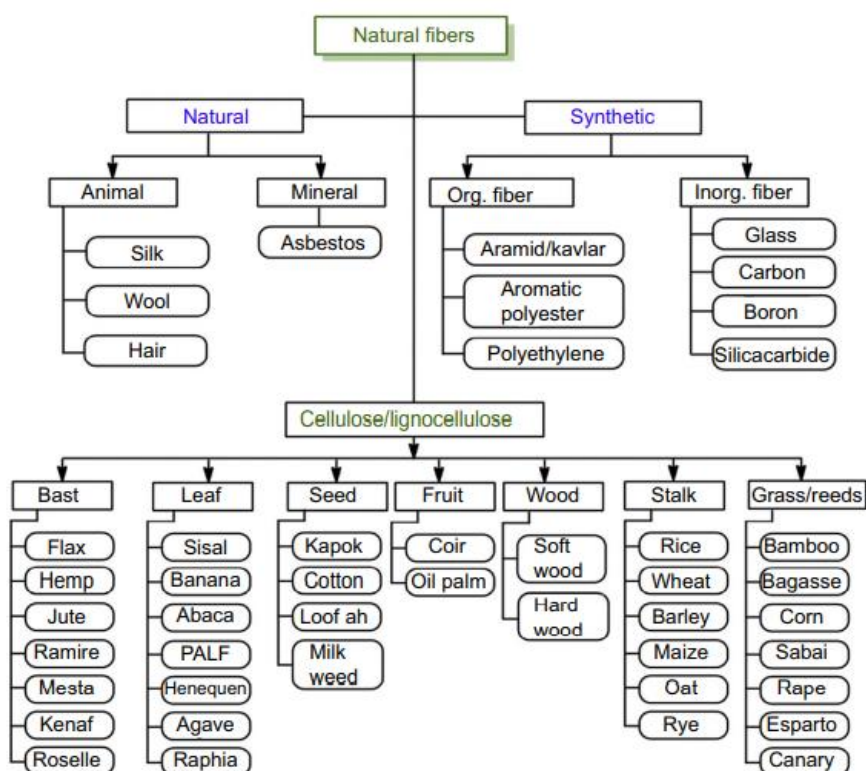 Natural fibers
Natural
Synthetic
Animal
Mineral
Org. fiber
Inorg. fiber
Silk
Wool
Hair
Asbestos
Aramid/kavlar
Aromatic
polyester
Polyethylene
Glass
Carbon
Boron
Silicacarbide
Cellulose/lignocellulose
Bast
Leaf
Seed
Fruit
Wood
Stalk
Grass/reeds
Flax
Hemp
Jute
Ramire
Mesta
Kenaf
Roselle
Sisal
Banana
Abaca
PALF
Henequen
Agave
Raphia
Kapok
Cotton
Loof ah
Milk
weed
Coir
Oil palm
Soft
wood
Hard
wood
Rice
Wheat
Barley
Maize
Oat
Rye
Bamboo
Bagasse
Corn
Sabai
Rape
Esparto
Canary